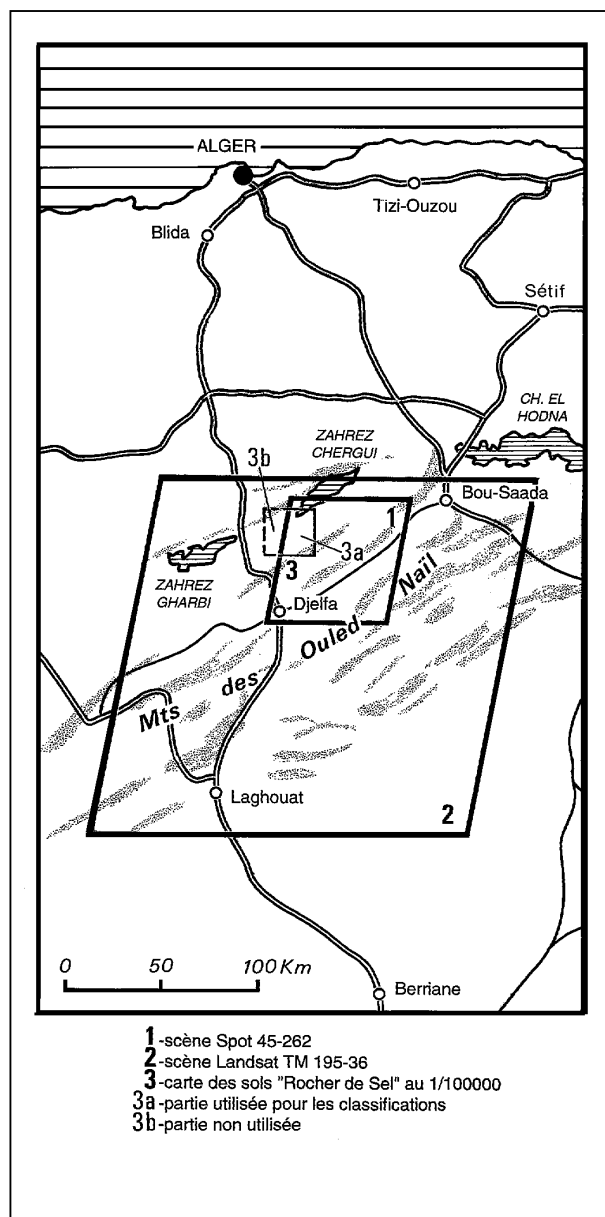 ALGER
Tizi-Ouzou
Blida
Sétif
CH. EL
HODNA
ZAHREZ
CHERGUI
3b
Bou-Saada
1
3a
3
ZAHREZ
GHARBI
Djelfa
Mts des Ouled Naïl
Laghouat
2
0 50 100 Km
Berriane
1-scène Spot 45-262
2-scène Landsat TM 195-36
3-carte des sols "Rocher de Sel" au 1/100000
3a-partie utilisée pour les classifications
3b-partie non utilisée